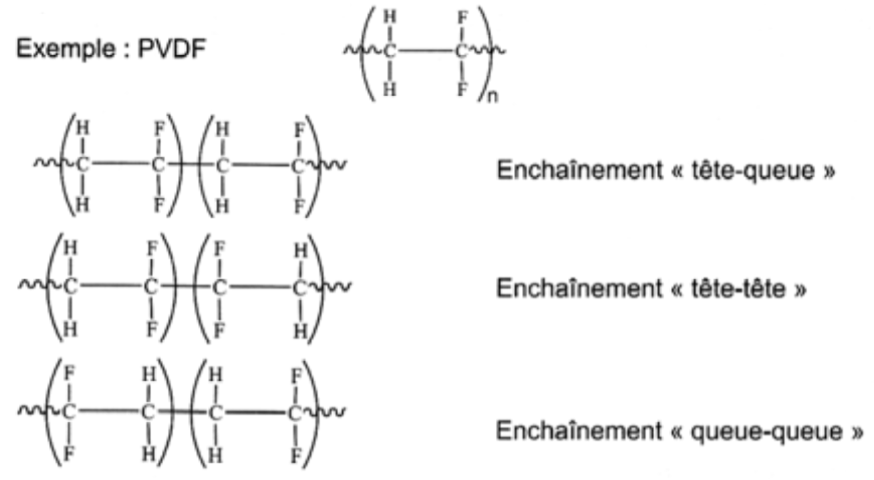 Exemple : PVDF
H F
C C
H F n
H F H F
C C C C
H F H F
Enchaînement « tête-queue »
H F F H
C C C C
H F F H
Enchaînement « tête-tête »
F H H F
C C C C
F H H F
Enchaînement « queue-queue »